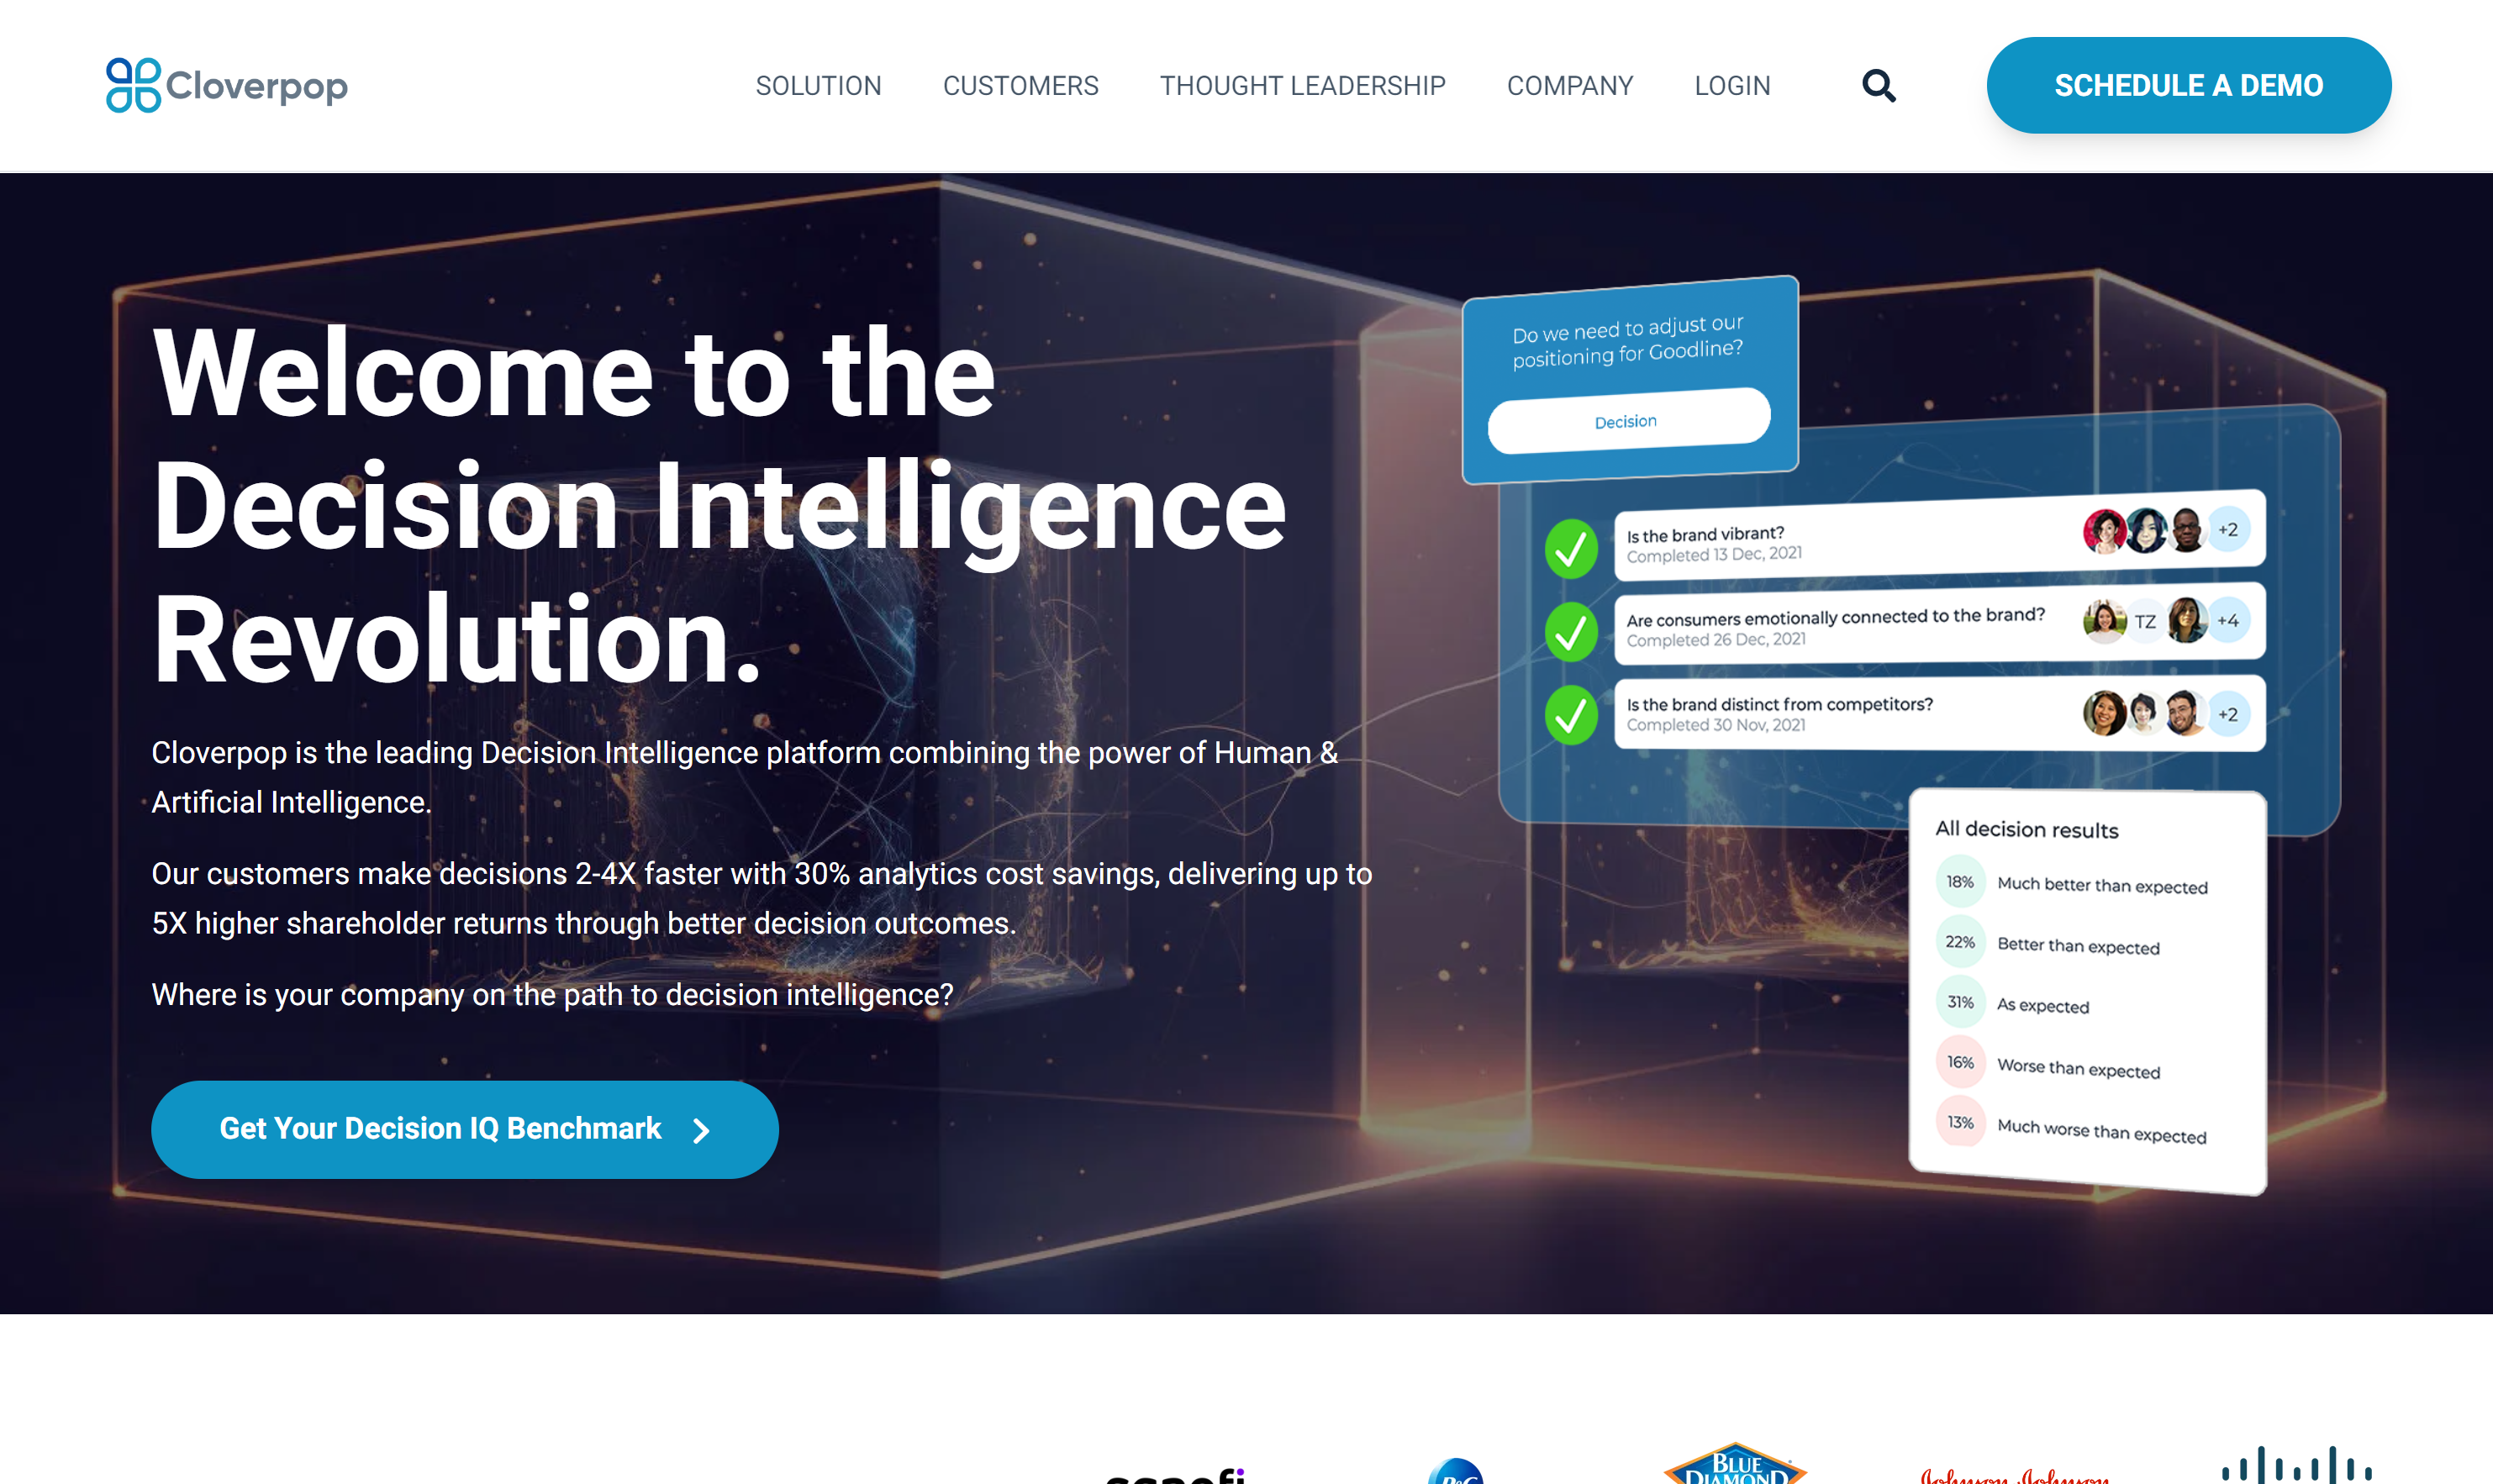 Cloverpop
SOLUTION
CUSTOMERS
THOUGHT LEADERSHIP
COMPANY
LOGIN
SCHEDULE A DEMO
Welcome to the
Decision Intelligence
Revolution.
Cloverpop is the leading Decision Intelligence platform combining the power of Human &
Artificial Intelligence.
Our customers make decisions 2-4X faster with 30% analytics cost savings, delivering up to
5X higher shareholder returns through better decision outcomes.
Where is your company on the path to decision intelligence?
Get Your Decision IQ Benchmark
Do we need to adjust our
positioning for Goodline?
Decision
Is the brand vibrant?
Completed 13 Dec, 2021
+2
Are consumers emotionally connected to the brand?
Completed 26 Dec, 2021
TZ
+4
Is the brand distinct from competitors?
Completed 30 Nov, 2021
+2
All decision results
18% Much better than expected
22% Better than expected
31% As expected
16% Worse than expected
13% Much worse than expected
P&G
BLUE
DIAMOND
Johnson & Johnson